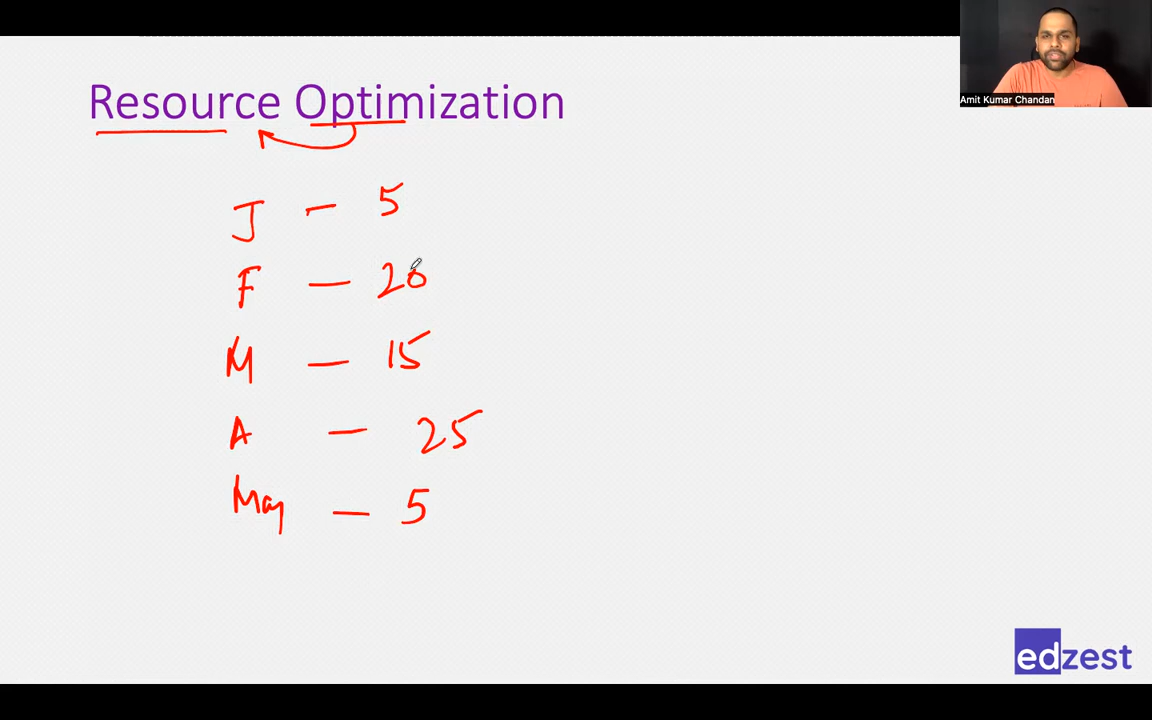 Amit Kumar Chandan
Resource Optimization
J - 5
F - 20
M - 15
A - 25
May - 5
edzest